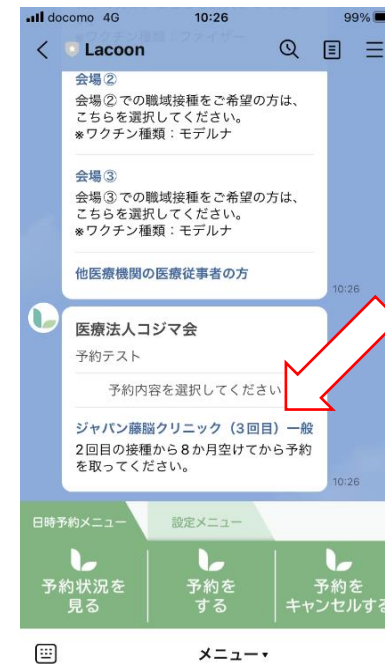 docomo 4G 10:26 99%
Lacoon
会場②
会場②での職域接種をご希望の方は、
こちらを選択してください。
※ワクチン種類：モデルナ
会場③
会場③での職域接種をご希望の方は、
こちらを選択してください。
※ワクチン種類：モデルナ
他医療機関の医療従事者の方
10:26
医療法人コジマ会
予約テスト
予約内容を選択してください
ジャパン藤脳クリニック（3回目）一般
2回目の接種から8か月空けてから予約
を取ってください。
10:26
日時予約メニュー 設定メニュー
予約状況を
見る
予約を
する
予約を
キャンセルする
メニュー▾